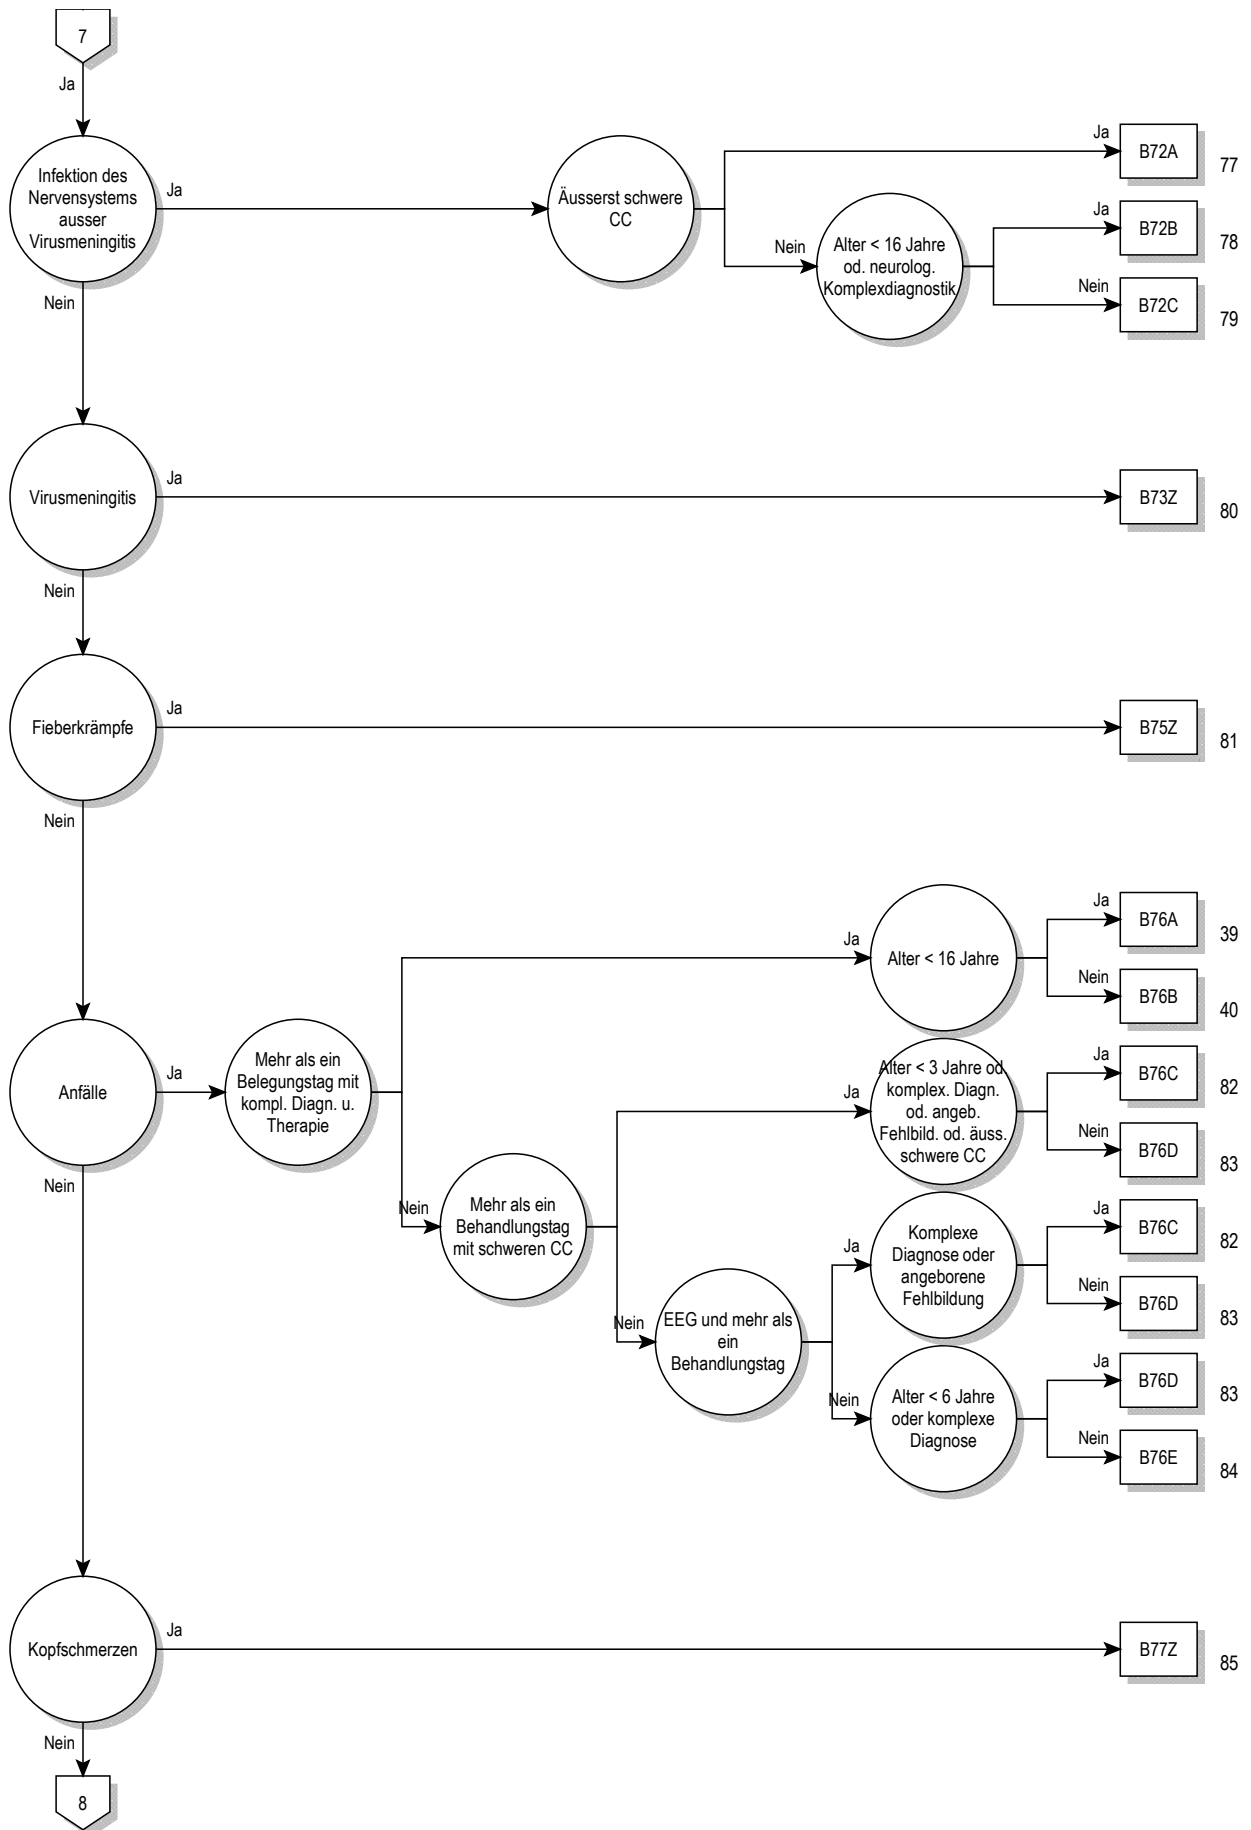 7
Ja
Infektion des
Nervensystems
ausser
Virusmeningitis
Ja
Äusserst schwere
CC
Ja
B72A
77
Nein
Alter < 16 Jahre
od. neurolog.
Komplexdiagnostik
Ja
B72B
78
Nein
B72C
79
Nein
Virusmeningitis
Ja
B73Z
80
Nein
Fieberkrämpfe
Ja
B75Z
81
Nein
Anfälle
Ja
Mehr als ein
Belegungstag mit
kompl. Diagn. u.
Therapie
Ja
Alter < 16 Jahre
Ja
B76A
39
Nein
B76B
40
Nein
Mehr als ein
Behandlungstag
mit schweren CC
Ja
Alter < 3 Jahre od
komplex. Diagn.
od. angeb.
Fehlbild. od. äuss.
schwere CC
Ja
B76C
82
Nein
B76D
83
Nein
EEG und mehr als
ein
Behandlungstag
Ja
Komplexe
Diagnose oder
angeborene
Fehlbildung
Ja
B76C
82
Nein
B76D
83
Nein
Alter < 6 Jahre
oder komplexe
Diagnose
Ja
B76D
83
Nein
B76E
84
Nein
Kopfschmerzen
Ja
B77Z
85
Nein
8